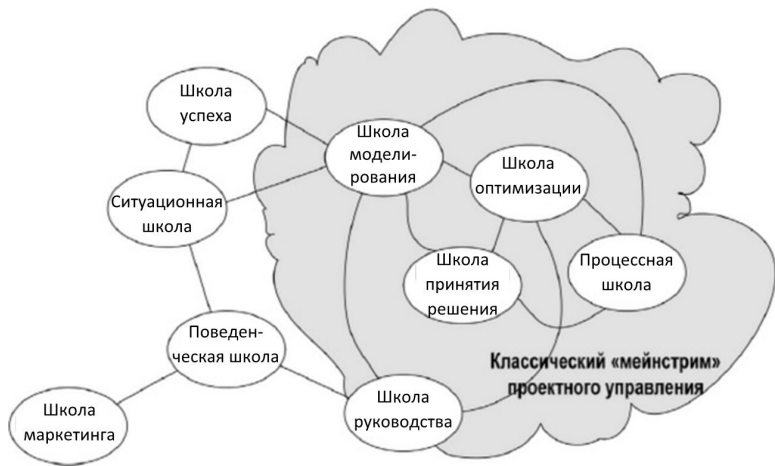 Школа
успеха
Школа
модели-
рования
Школа
оптимизации
Ситуационная
школа
Школа
принятия
решения
Процессная
школа
Поведен-
ческая школа
Классический «мейнстрим»
проектного управления
Школа
руководства
Школа
маркетинга